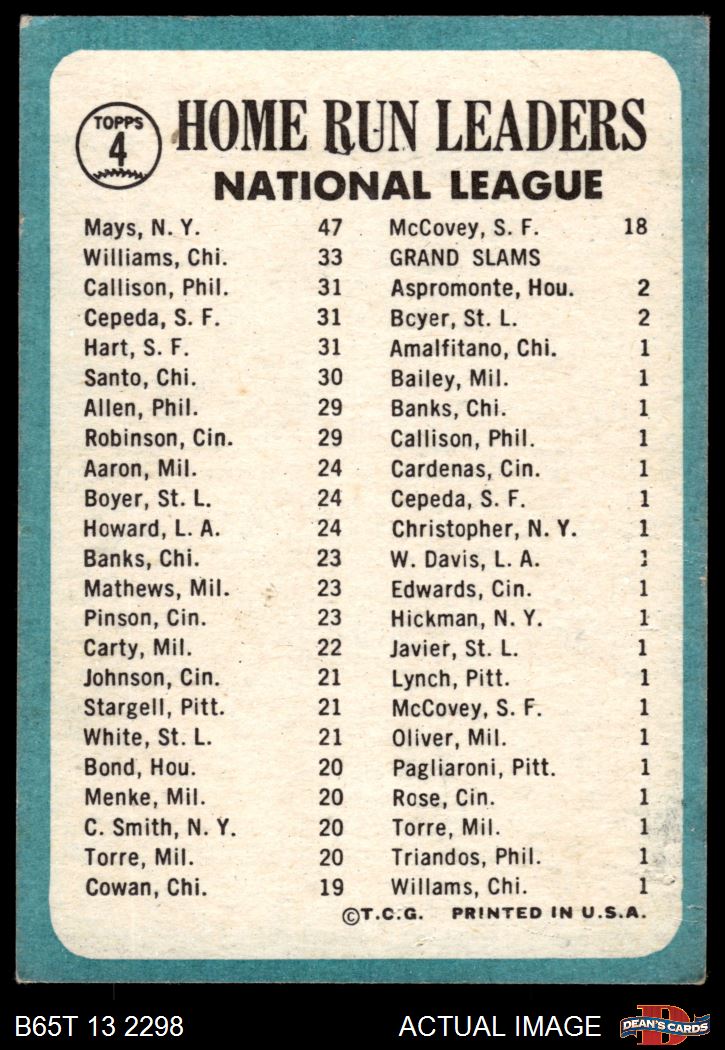 TOPPS
4
HOME RUN LEADERS
NATIONAL LEAGUE
Mays, N. Y. 47
Williams, Chi. 33
Callison, Phil. 31
Cepeda, S. F. 31
Hart, S. F. 31
Santo, Chi. 30
Allen, Phil. 29
Robinson, Cin. 29
Aaron, Mil. 24
Boyer, St. L. 24
Howard, L. A. 24
Banks, Chi. 23
Mathews, Mil. 23
Pinson, Cin. 23
Carty, Mil. 22
Johnson, Cin. 21
Stargell, Pitt. 21
White, St. L. 21
Bond, Hou. 20
Menke, Mil. 20
C. Smith, N. Y. 20
Torre, Mil. 20
Cowan, Chi. 19
McCovey, S. F. 18
GRAND SLAMS
Aspromonte, Hou. 2
Bcyer, St. L. 2
Amalfitano, Chi. 1
Bailey, Mil. 1
Banks, Chi. 1
Callison, Phil. 1
Cardenas, Cin. 1
Cepeda, S. F. 1
Christopher, N. Y. 1
W. Davis, L. A. 1
Edwards, Cin. 1
Hickman, N. Y. 1
Javier, St. L. 1
Lynch, Pitt. 1
McCovey, S. F. 1
Oliver, Mil. 1
Pagliaroni, Pitt. 1
Rose, Cin. 1
Torre, Mil. 1
Triandos, Phil. 1
Willams, Chi. 1
©T.C.G. PRINTED IN U.S.A.
B65T 13 2298 ACTUAL IMAGE
DEAN'S CARDS